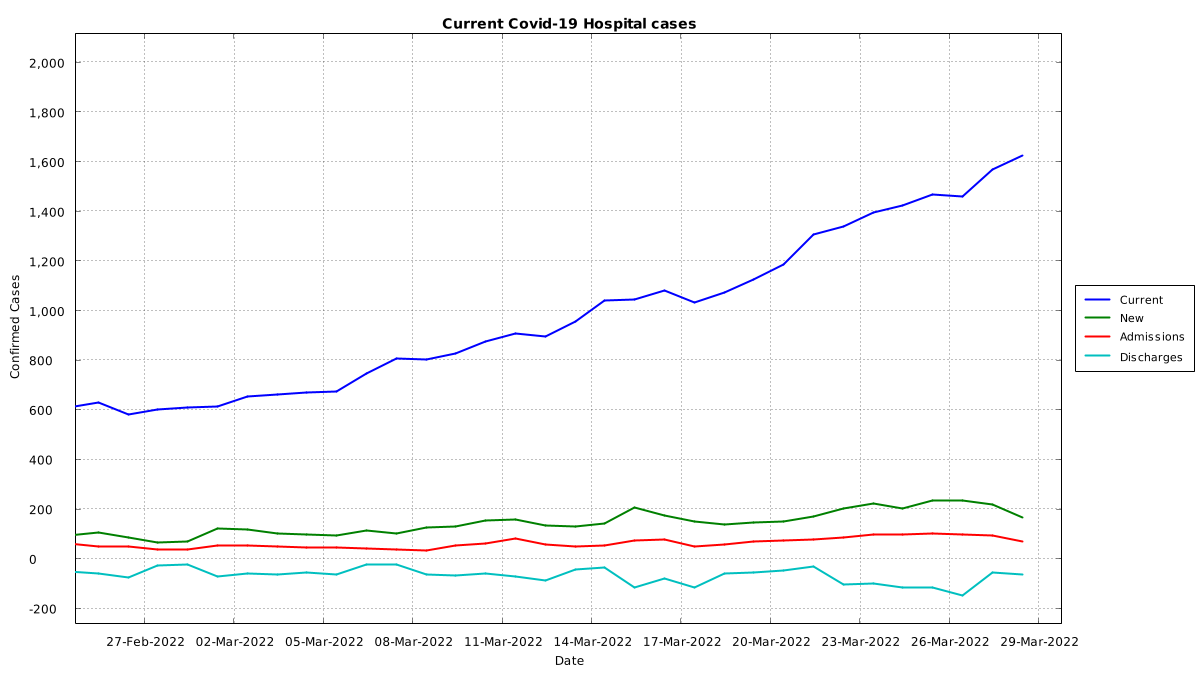 Current Covid-19 Hospital cases
2,000
1,800
1,600
1,400
1,200
1,000
800
600
400
200
0
-200
Confirmed Cases
27-Feb-2022 02-Mar-2022 05-Mar-2022 08-Mar-2022 11-Mar-2022 14-Mar-2022 17-Mar-2022 20-Mar-2022 23-Mar-2022 26-Mar-2022 29-Mar-2022
Date
Current
New
Admissions
Discharges